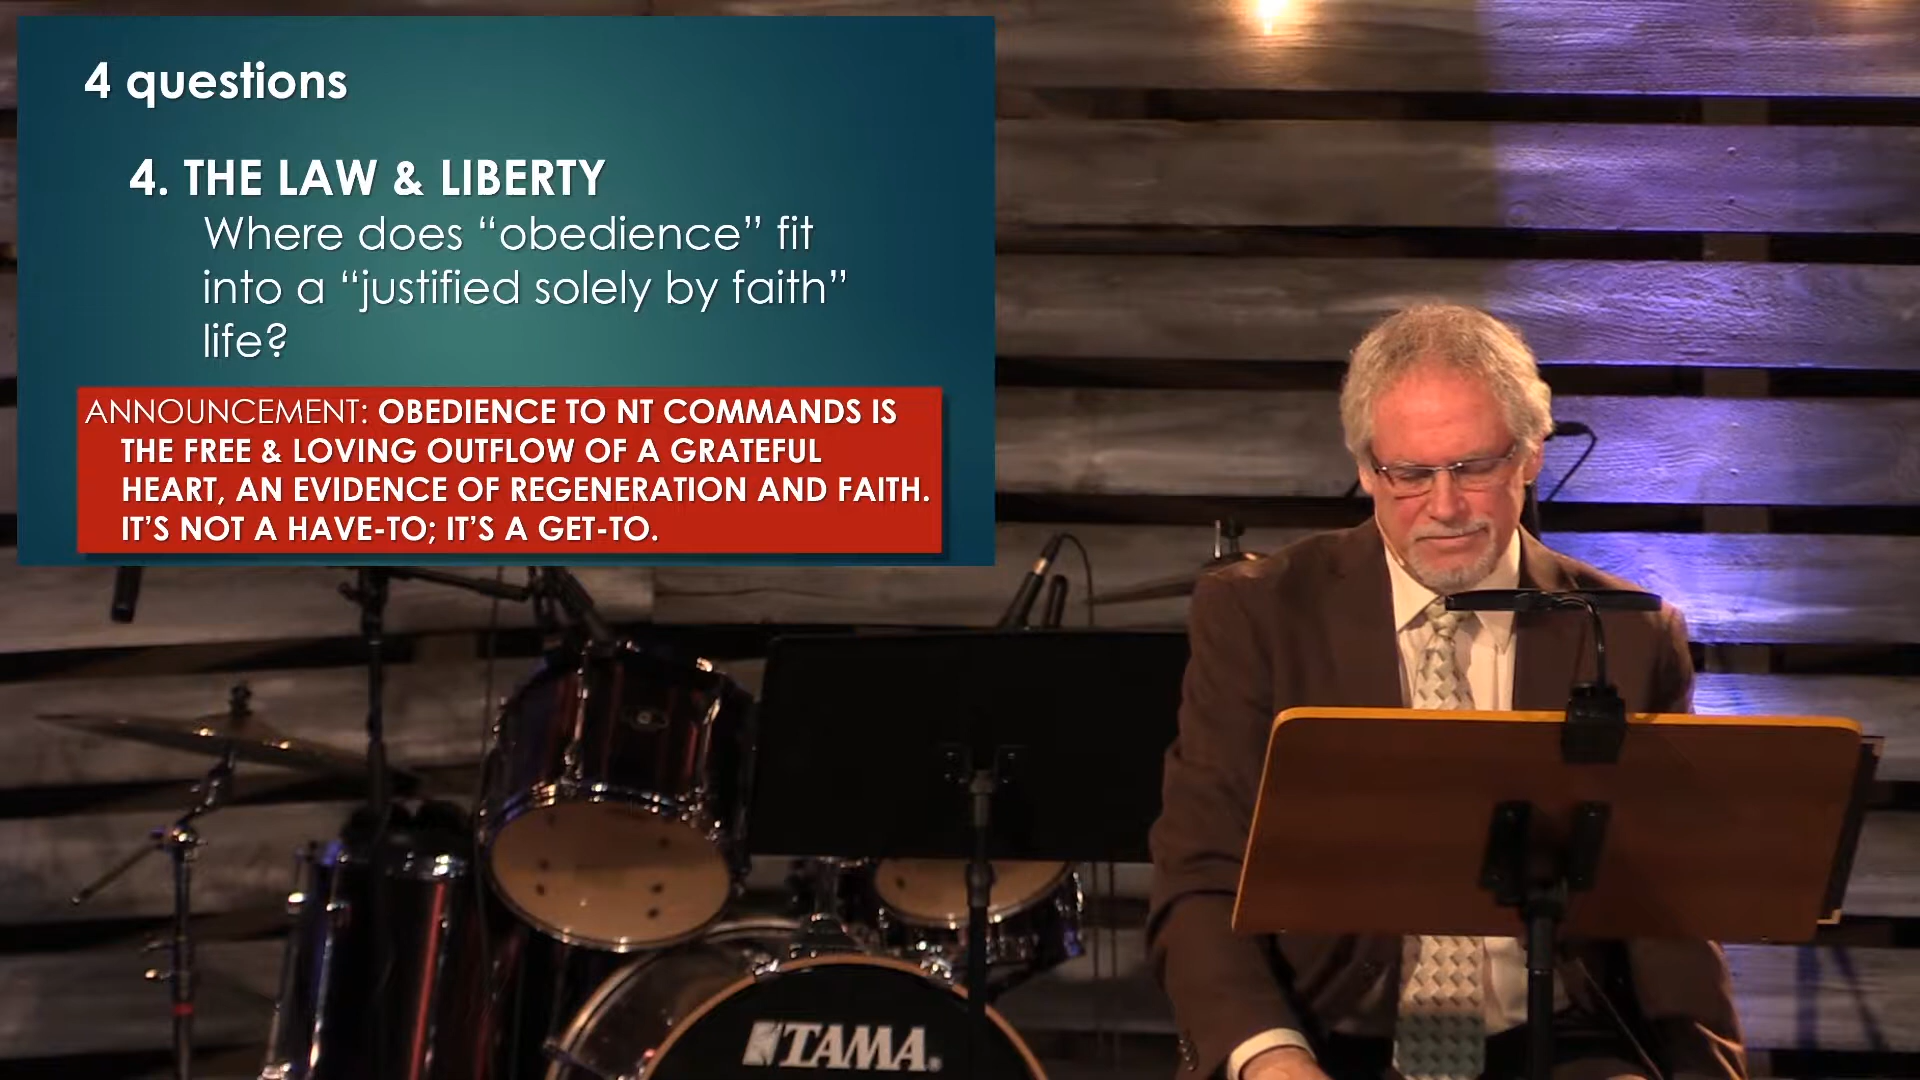 4 questions
4. THE LAW & LIBERTY
Where does “obedience” fit
into a “justified solely by faith”
life?
ANNOUNCEMENT: OBEDIENCE TO NT COMMANDS IS
THE FREE & LOVING OUTFLOW OF A GRATEFUL
HEART, AN EVIDENCE OF REGENERATION AND FAITH.
IT’S NOT A HAVE-TO; IT’S A GET-TO.
TAMA.